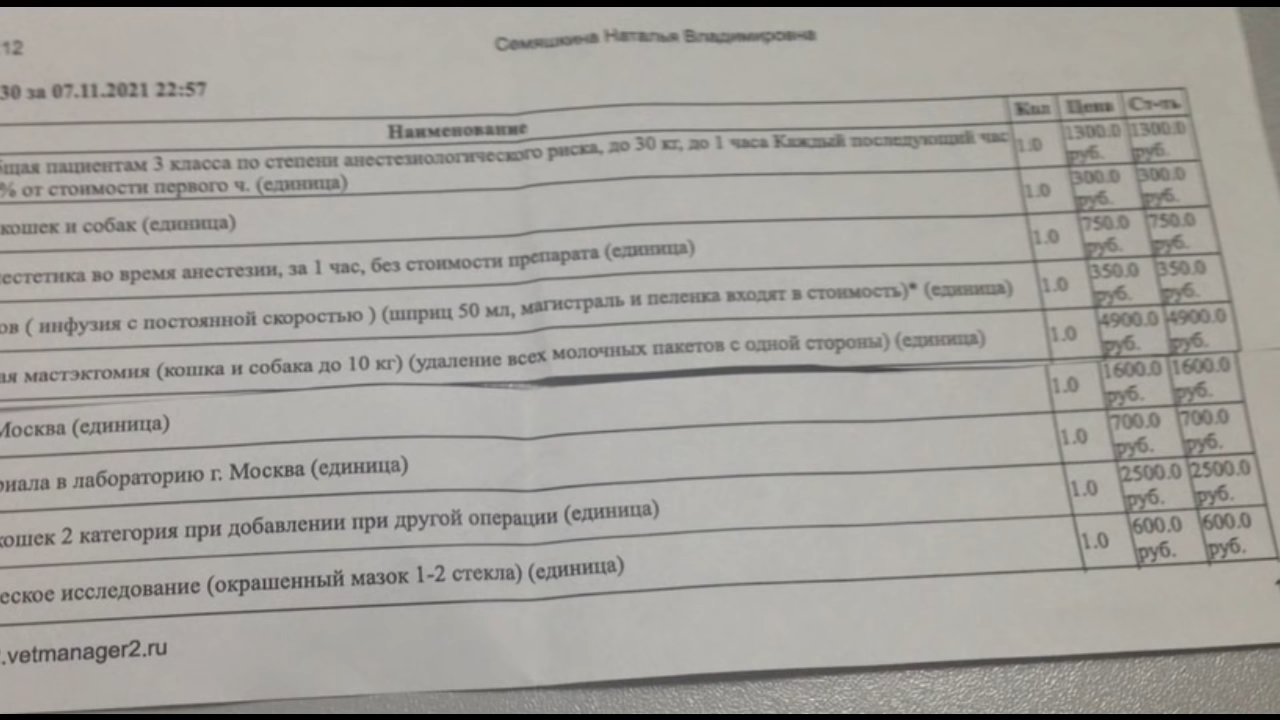 12
Семяшкина Наталья Владимировна
30 за 07.11.2021 22:57
Наименование Кол Цена Ст-ть
бщая пациентам 3 класса по степени анестезиологического риска, до 30 кг, до 1 часа Каждый последующий час 1.0 1300.0 1300.0
% от стоимости первого ч. (единица) руб. руб.
кошек и собак (единица) 1.0 300.0 300.0
руб. руб.
нестетика во время анестезии, за 1 час, без стоимости препарата (единица) 1.0 750.0 750.0
руб. руб.
ов ( инфузия с постоянной скоростью ) (шприц 50 мл, магистраль и пеленка входят в стоимость)* (единица) 1.0 350.0 350.0
руб. руб.
ая мастэктомия (кошка и собака до 10 кг) (удаление всех молочных пакетов с одной стороны) (единица) 1.0 4900.0 4900.0
руб. руб.
Москва (единица) 1.0 1600.0 1600.0
руб. руб.
риала в лабораторию г. Москва (единица) 1.0 700.0 700.0
руб. руб.
кошек 2 категория при добавлении при другой операции (единица) 1.0 2500.0 2500.0
руб. руб.
еское исследование (окрашенный мазок 1-2 стекла) (единица) 1.0 600.0 600.0
руб. руб.
.vetmanager2.ru